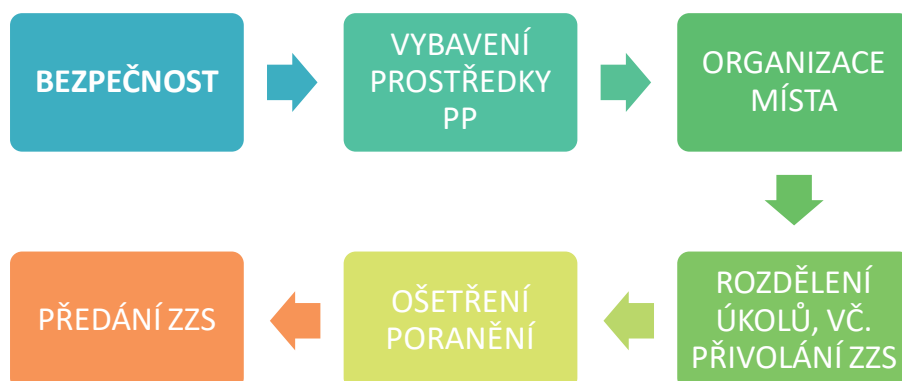 BEZPEČNOST
VYBAVENÍ
PROSTŘEDKY
PP
ORGANIZACE
MÍSTA
ROZDĚLENÍ
ÚKOLŮ, VČ.
PŘIVOLÁNÍ ZZS
OŠETŘENÍ
PORANĚNÍ
PŘEDÁNÍ ZZS